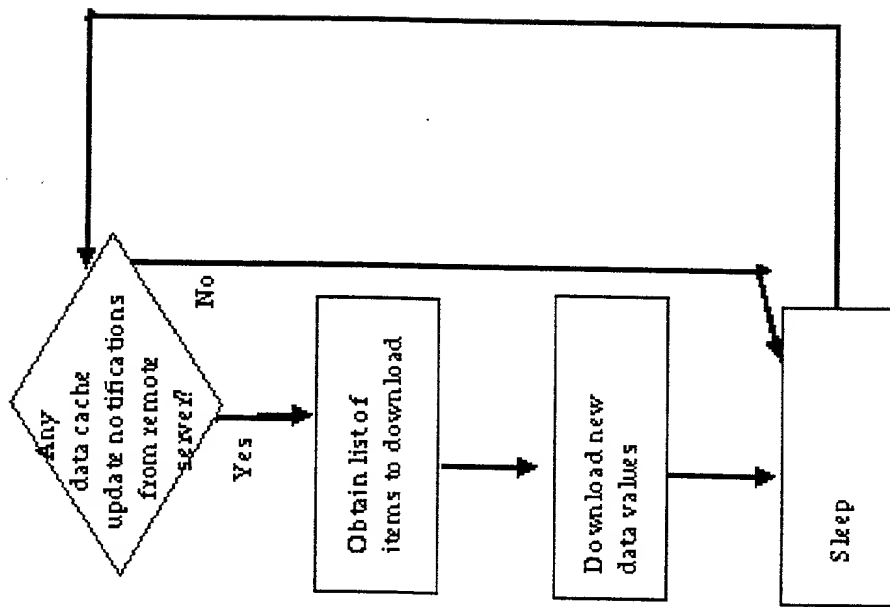 Any
data cache
update notifications
from remote
server?
Yes
No
Obtain list of
items to download
Download new
data values
Sleep